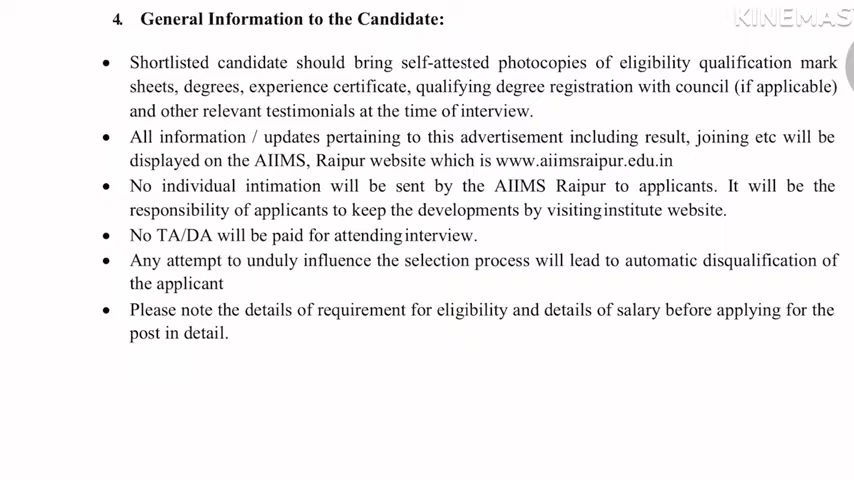 KINEMAS
4. General Information to the Candidate:
• Shortlisted candidate should bring self-attested photocopies of eligibility qualification mark
sheets, degrees, experience certificate, qualifying degree registration with council (if applicable)
and other relevant testimonials at the time of interview.
• All information / updates pertaining to this advertisement including result, joining etc will be
displayed on the AIIMS, Raipur website which is www.aiimsraipur.edu.in
• No individual intimation will be sent by the AIIMS Raipur to applicants. It will be the
responsibility of applicants to keep the developments by visiting institute website.
• No TA/DA will be paid for attending interview.
• Any attempt to unduly influence the selection process will lead to automatic disqualification of
the applicant
• Please note the details of requirement for eligibility and details of salary before applying for the
post in detail.